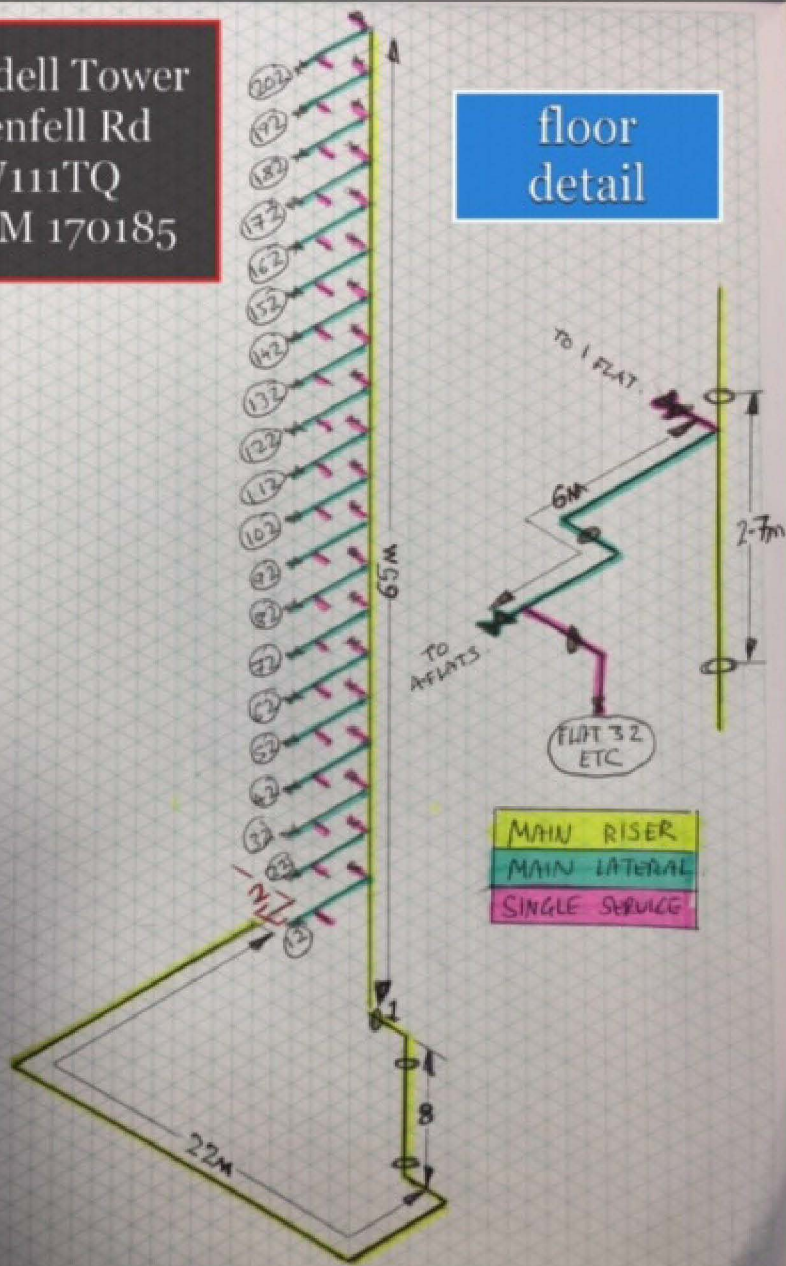 dell Tower
enfell Rd
/111TQ
M 170185
floor
detail
202
192
182
172
162
152
142
132
122
112
102
92
82
72
62
52
42
32
22
12
65M
1
8
22M
TO 1 FLAT.
6M
2-7m
TO
FLAT 32
ETC
MAIN RISER
MAIN LATERAL
SINGLE SERVICE